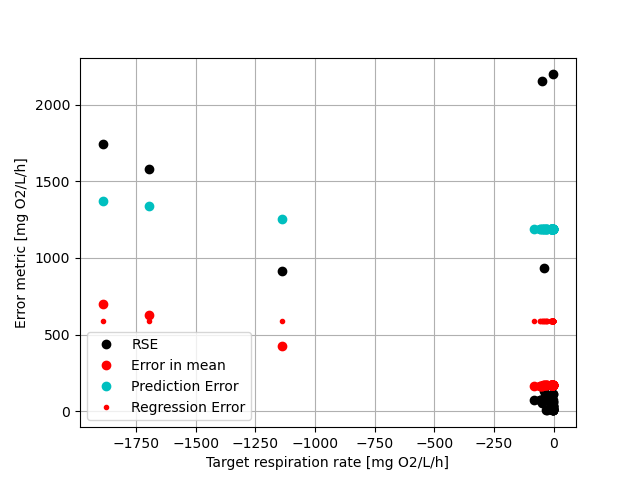 2000
1500
1000
500
0
Error metric [mg O2/L/h]
RSE
Error in mean
Prediction Error
Regression Error
−1750 −1500 −1250 −1000 −750 −500 −250 0
Target respiration rate [mg O2/L/h]